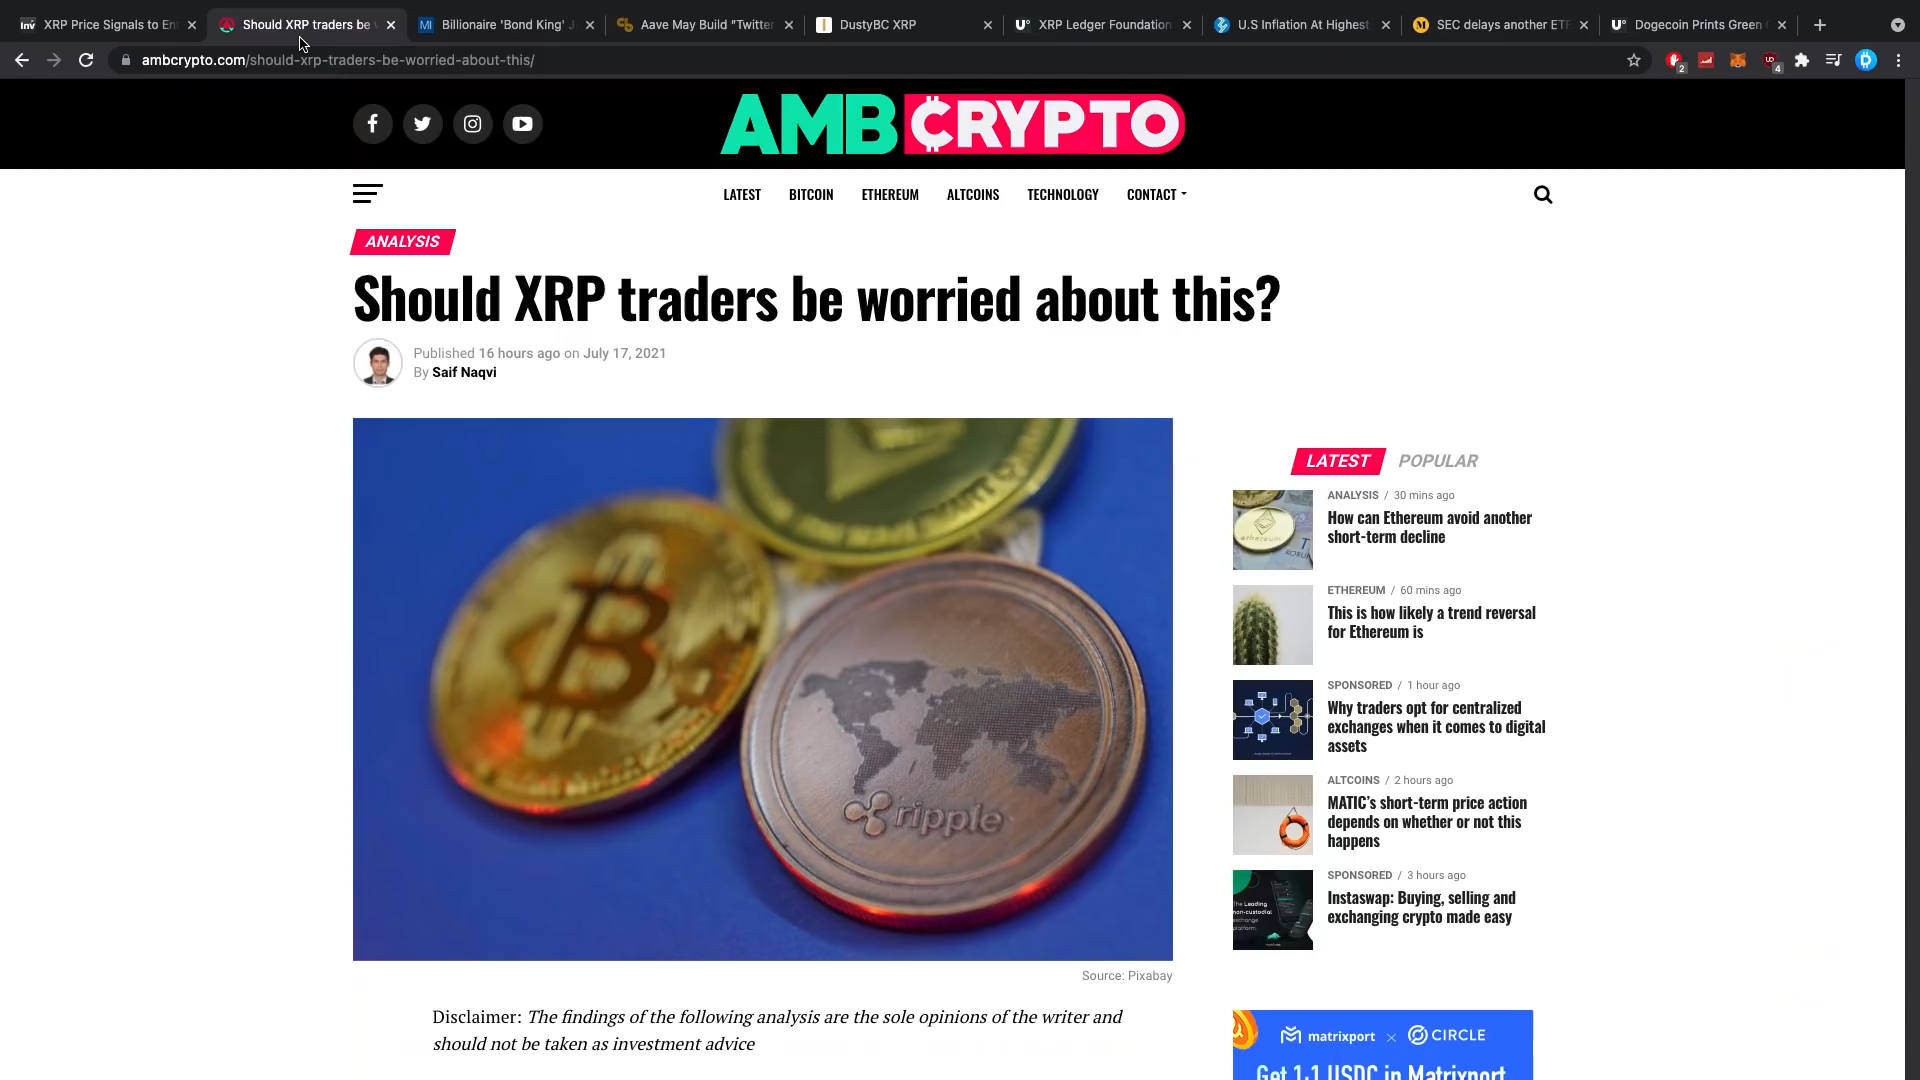 XRP Price Signals to En
Should XRP traders be
Billionaire 'Bond King' J
Aave May Build "Twitter
DustyBC XRP
XRP Ledger Foundation
U.S Inflation At Highest
SEC delays another ETF
Dogecoin Prints Green
ambcrypto.com/should-xrp-traders-be-worried-about-this/
AMBCRYPTO
LATEST BITCOIN ETHEREUM ALTCOINS TECHNOLOGY CONTACT
ANALYSIS
Should XRP traders be worried about this?
Published 16 hours ago on July 17, 2021
By Saif Naqvi
ripple
Source: Pixabay
Disclaimer: The findings of the following analysis are the sole opinions of the writer and
should not be taken as investment advice
LATEST POPULAR
ANALYSIS / 30 mins ago
How can Ethereum avoid another
short-term decline
ETHEREUM / 60 mins ago
This is how likely a trend reversal
for Ethereum is
SPONSORED / 1 hour ago
Why traders opt for centralized
exchanges when it comes to digital
assets
ALTCOINS / 2 hours ago
MATIC's short-term price action
depends on whether or not this
happens
SPONSORED / 3 hours ago
Instaswap: Buying, selling and
exchanging crypto made easy
matrixport × CIRCLE
Get 1:1 USDC in Matrixport